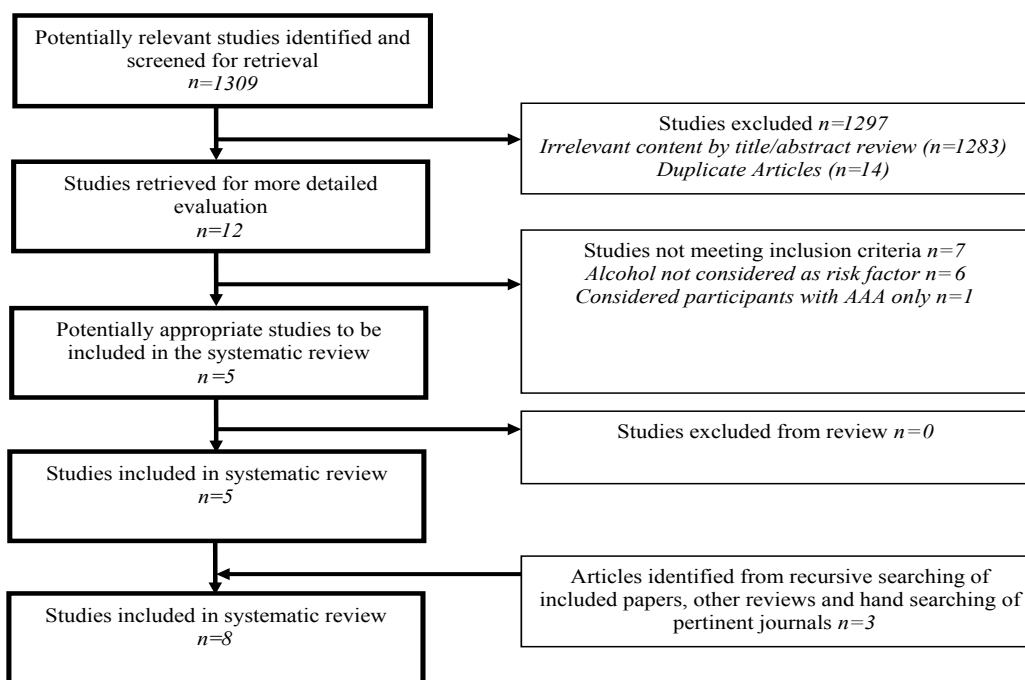 Potentially relevant studies identified and
screened for retrieval
n=1309
Studies excluded n=1297
Irrelevant content by title/abstract review (n=1283)
Duplicate Articles (n=14)
Studies retrieved for more detailed
evaluation
n=12
Studies not meeting inclusion criteria n=7
Alcohol not considered as risk factor n=6
Considered participants with AAA only n=1
Potentially appropriate studies to be
included in the systematic review
n=5
Studies excluded from review n=0
Studies included in systematic review
n=5
Articles identified from recursive searching of
included papers, other reviews and hand searching of
pertinent journals n=3
Studies included in systematic review
n=8